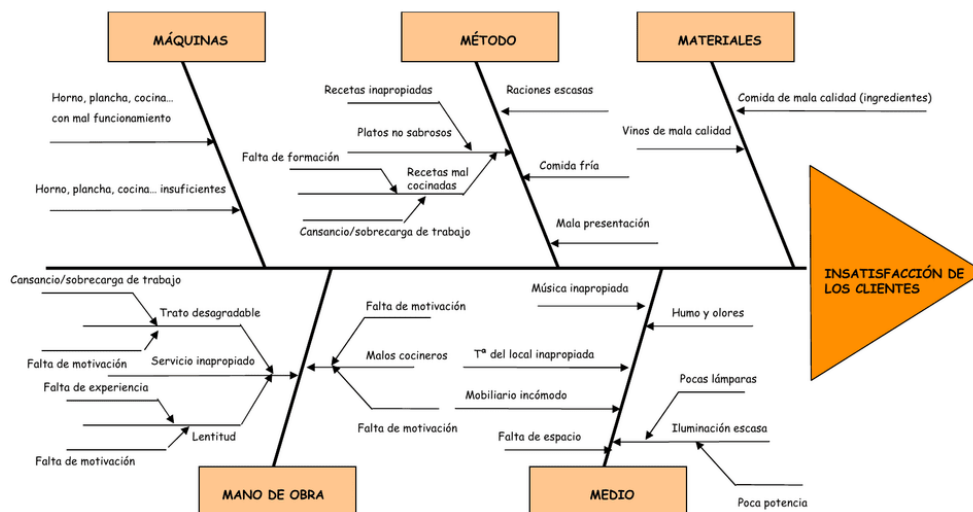 MÁQUINAS
MÉTODO
MATERIALES
Horno, plancha, cocina...
con mal funcionamiento
Horno, plancha, cocina... insuficientes
Recetas inapropiadas
Platos no sabrosos
Falta de formación
Recetas mal
cocinadas
Cansancio/sobrecarga de trabajo
Raciones escasas
Comida fría
Mala presentación
Comida de mala calidad (ingredientes)
Vinos de mala calidad
INSATISFACCIÓN DE
LOS CLIENTES
Cansancio/sobrecarga de trabajo
Trato desagradable
Falta de motivación
Servicio inapropiado
Falta de experiencia
Lentitud
Falta de motivación
Falta de motivación
Malos cocineros
Falta de motivación
Música inapropiada
Humo y olores
Tª del local inapropiada
Mobiliario incómodo
Pocas lámparas
Falta de espacio
Iluminación escasa
Poca potencia
MANO DE OBRA
MEDIO